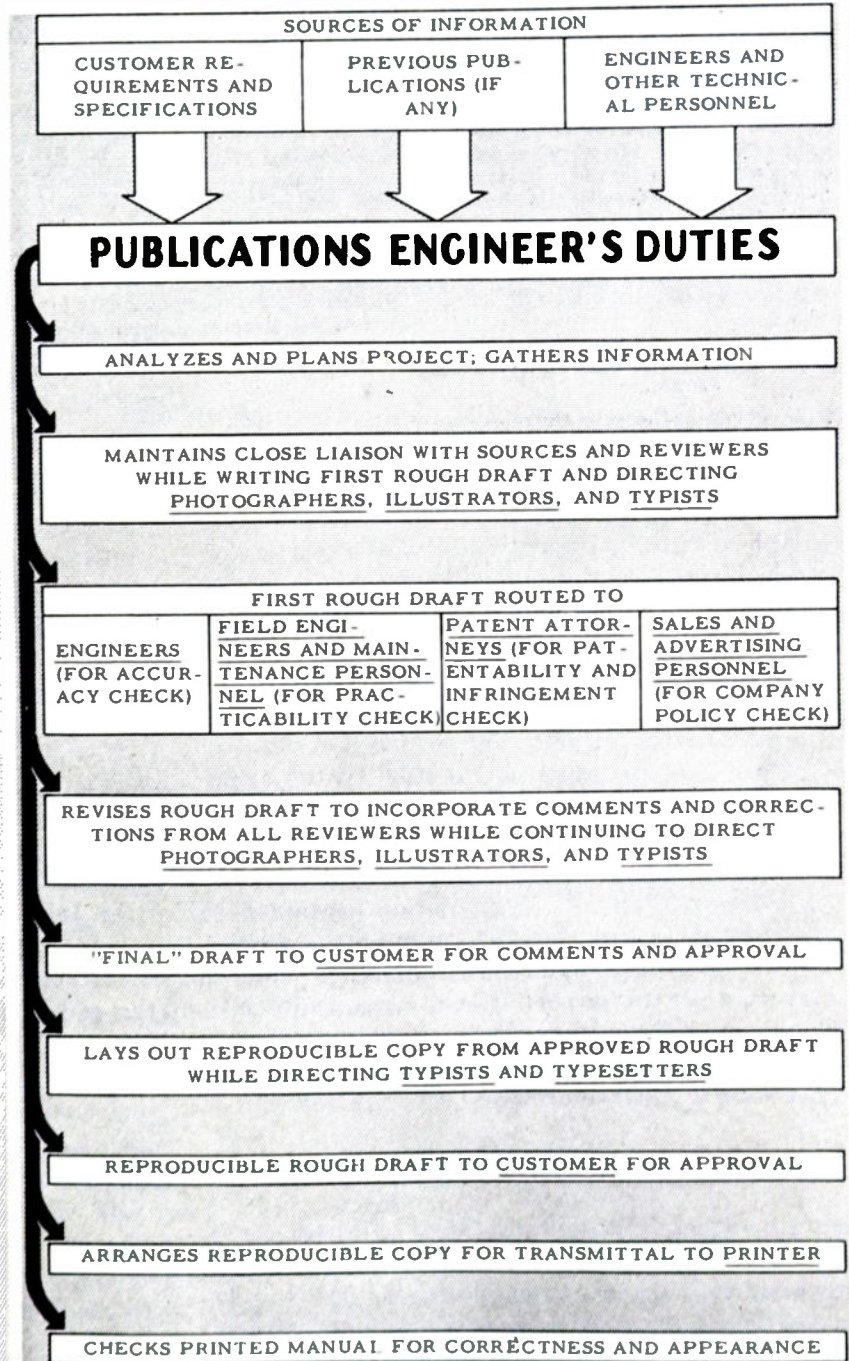 SOURCES OF INFORMATION
CUSTOMER RE-
QUIREMENTS AND
SPECIFICATIONS
PREVIOUS PUB-
LICATIONS (IF
ANY)
ENGINEERS AND
OTHER TECHNIC-
AL PERSONNEL
PUBLICATIONS ENGINEER'S DUTIES
ANALYZES AND PLANS PROJECT; GATHERS INFORMATION
MAINTAINS CLOSE LIAISON WITH SOURCES AND REVIEWERS
WHILE WRITING FIRST ROUGH DRAFT AND DIRECTING
PHOTOGRAPHERS, ILLUSTRATORS, AND TYPISTS
FIRST ROUGH DRAFT ROUTED TO
ENGINEERS
(FOR ACCUR-
ACY CHECK)
FIELD ENGI-
NEERS AND MAIN-
TENANCE PERSON-
NEL (FOR PRAC-
TICABILITY CHECK)
PATENT ATTOR-
NEYS (FOR PAT-
ENTABILITY AND
INFRINGEMENT
CHECK)
SALES AND
ADVERTISING
PERSONNEL
(FOR COMPANY
POLICY CHECK)
REVISES ROUGH DRAFT TO INCORPORATE COMMENTS AND CORREC-
TIONS FROM ALL REVIEWERS WHILE CONTINUING TO DIRECT
PHOTOGRAPHERS, ILLUSTRATORS, AND TYPISTS
"FINAL" DRAFT TO CUSTOMER FOR COMMENTS AND APPROVAL
LAYS OUT REPRODUCIBLE COPY FROM APPROVED ROUGH DRAFT
WHILE DIRECTING TYPISTS AND TYPESETTERS
REPRODUCIBLE ROUGH DRAFT TO CUSTOMER FOR APPROVAL
ARRANGES REPRODUCIBLE COPY FOR TRANSMITTAL TO PRINTER
CHECKS PRINTED MANUAL FOR CORRECTNESS AND APPEARANCE